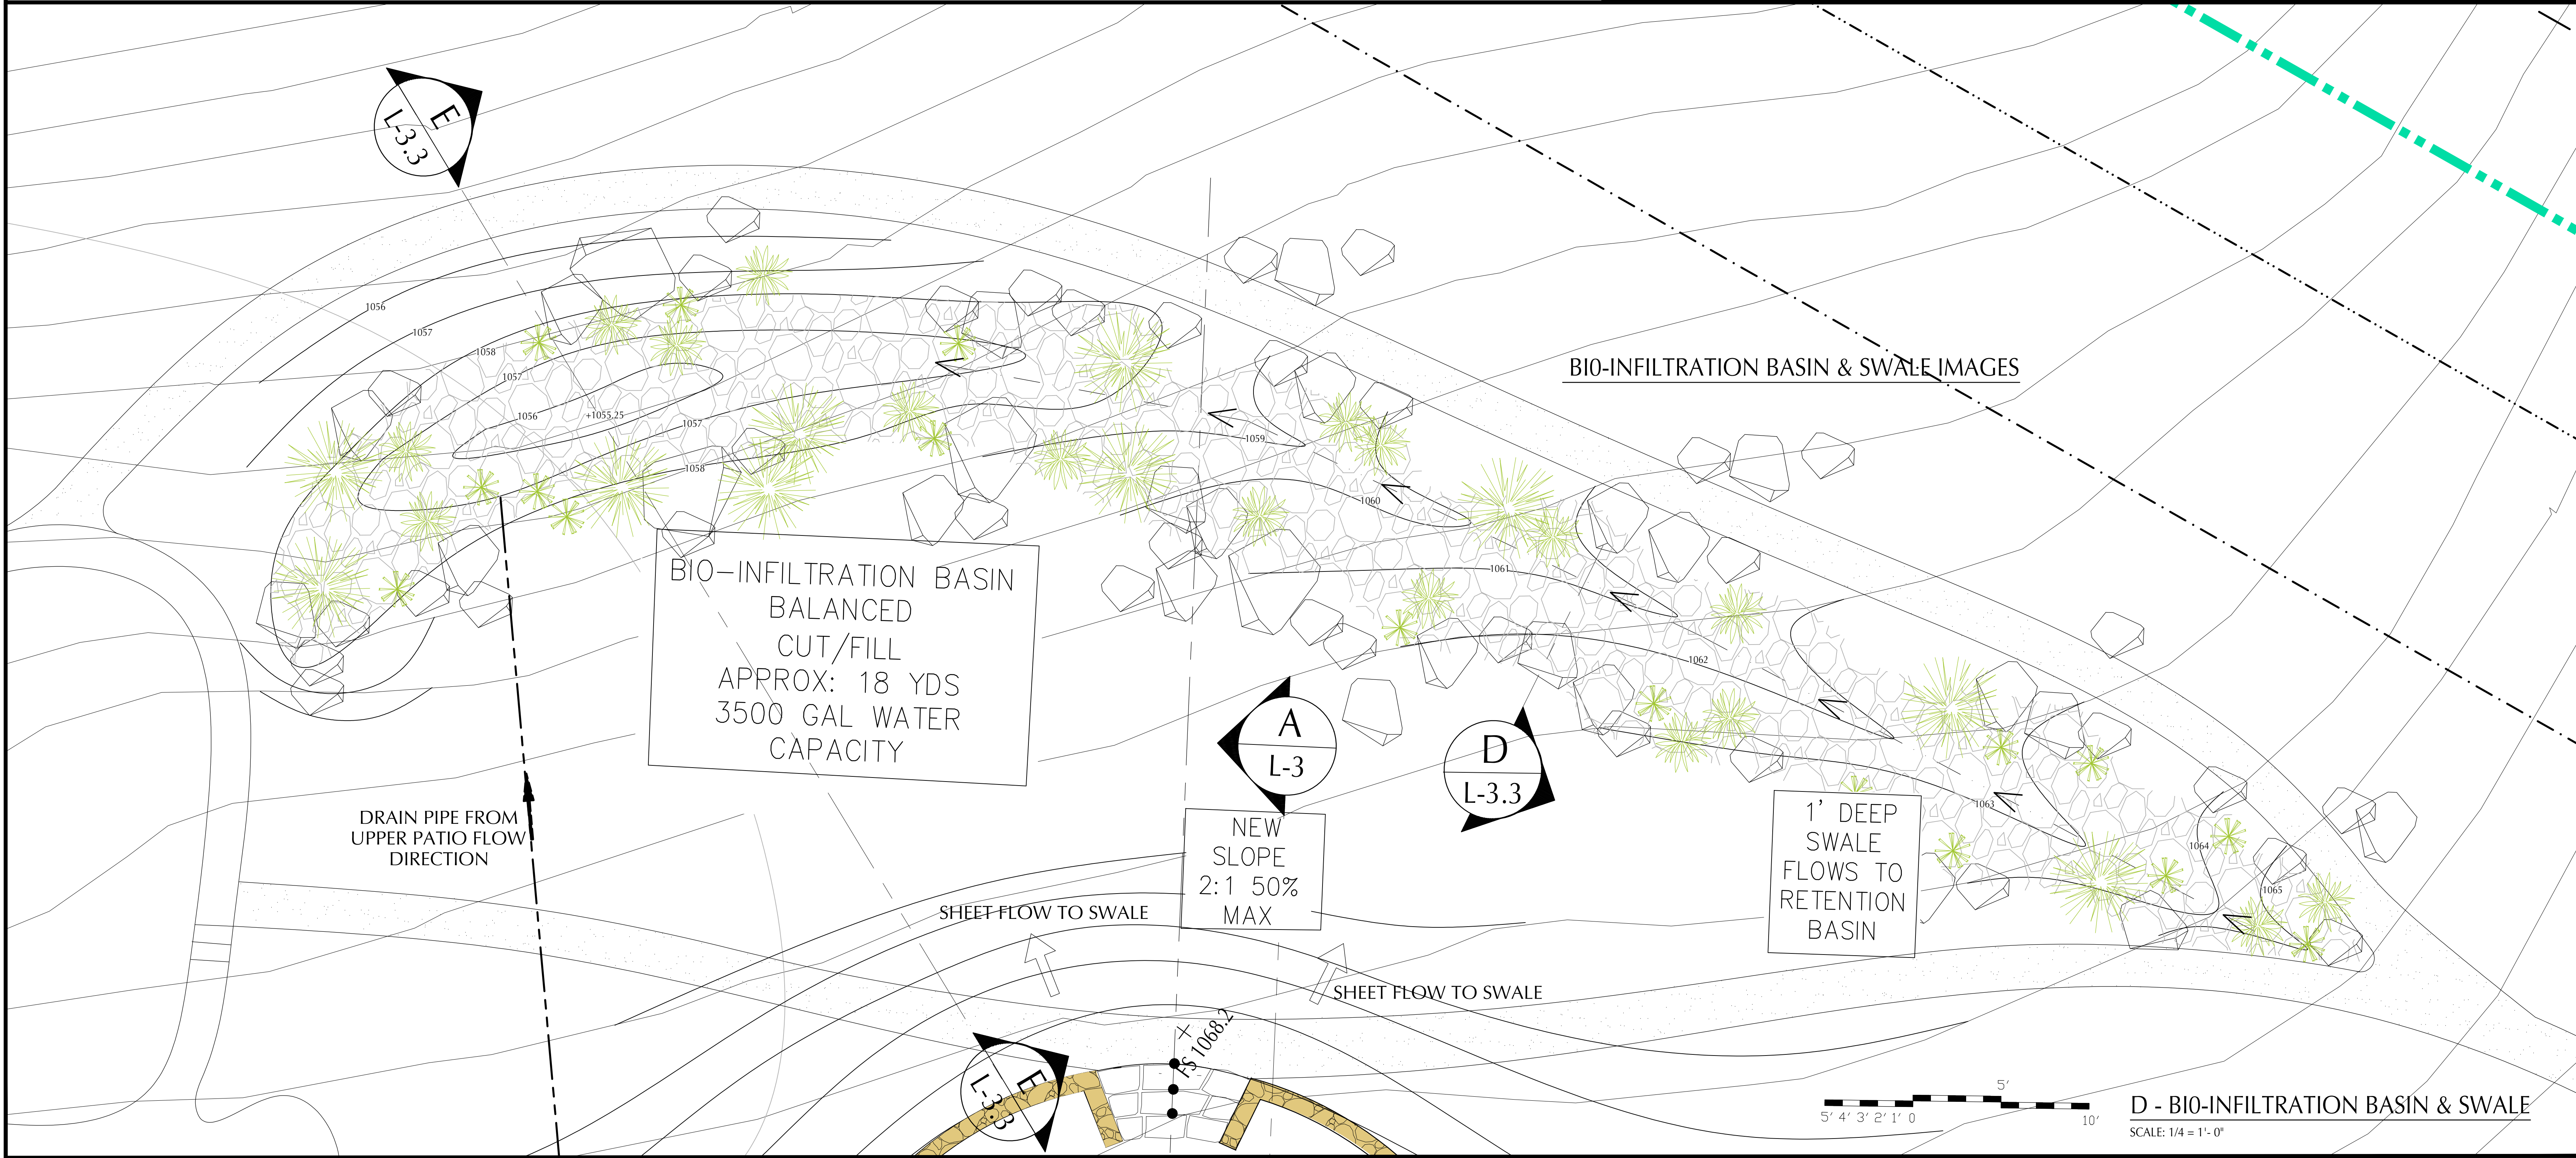 E
L-3.3
1056
1057
1058
1057
1056
+1055.25
1057
1058
1059
1060
1061
1062
1063
1064
1065
BI0-INFILTRATION BASIN & SWALE IMAGES
BIO-INFILTRATION BASIN
BALANCED
CUT/FILL
APPROX: 18 YDS
3500 GAL WATER
CAPACITY
A
L-3
D
L-3.3
DRAIN PIPE FROM
UPPER PATIO FLOW
DIRECTION
NEW
SLOPE
2:1 50%
MAX
1' DEEP
SWALE
FLOWS TO
RETENTION
BASIN
SHEET FLOW TO SWALE
SHEET FLOW TO SWALE
FS 1068.2
E
L-3.3
5'
5' 4' 3' 2' 1' 0
10'
D - BI0-INFILTRATION BASIN & SWALE
SCALE: 1/4 = 1'- 0"